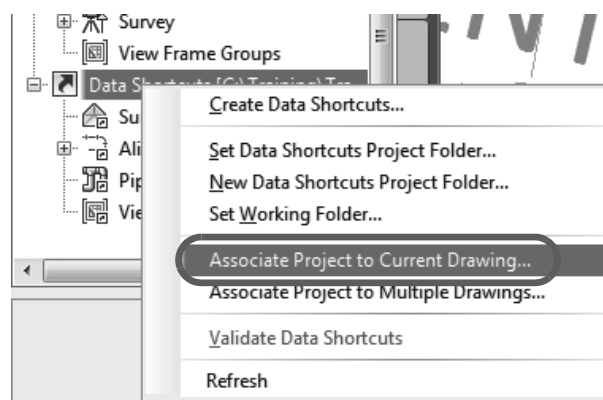 Survey
View Frame Groups
Data Shortcuts [C:\Training\Tra
Create Data Shortcuts...
Su
Set Data Shortcuts Project Folder...
Ali
New Data Shortcuts Project Folder...
Pip
Set Working Folder...
Vie
Associate Project to Current Drawing...
Associate Project to Multiple Drawings...
Validate Data Shortcuts
Refresh